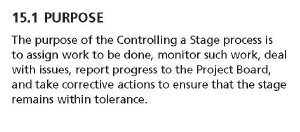 15.1 PURPOSE
The purpose of the Controlling a Stage process is
to assign work to be done, monitor such work, deal
with issues, report progress to the Project Board,
and take corrective actions to ensure that the stage
remains within tolerance.